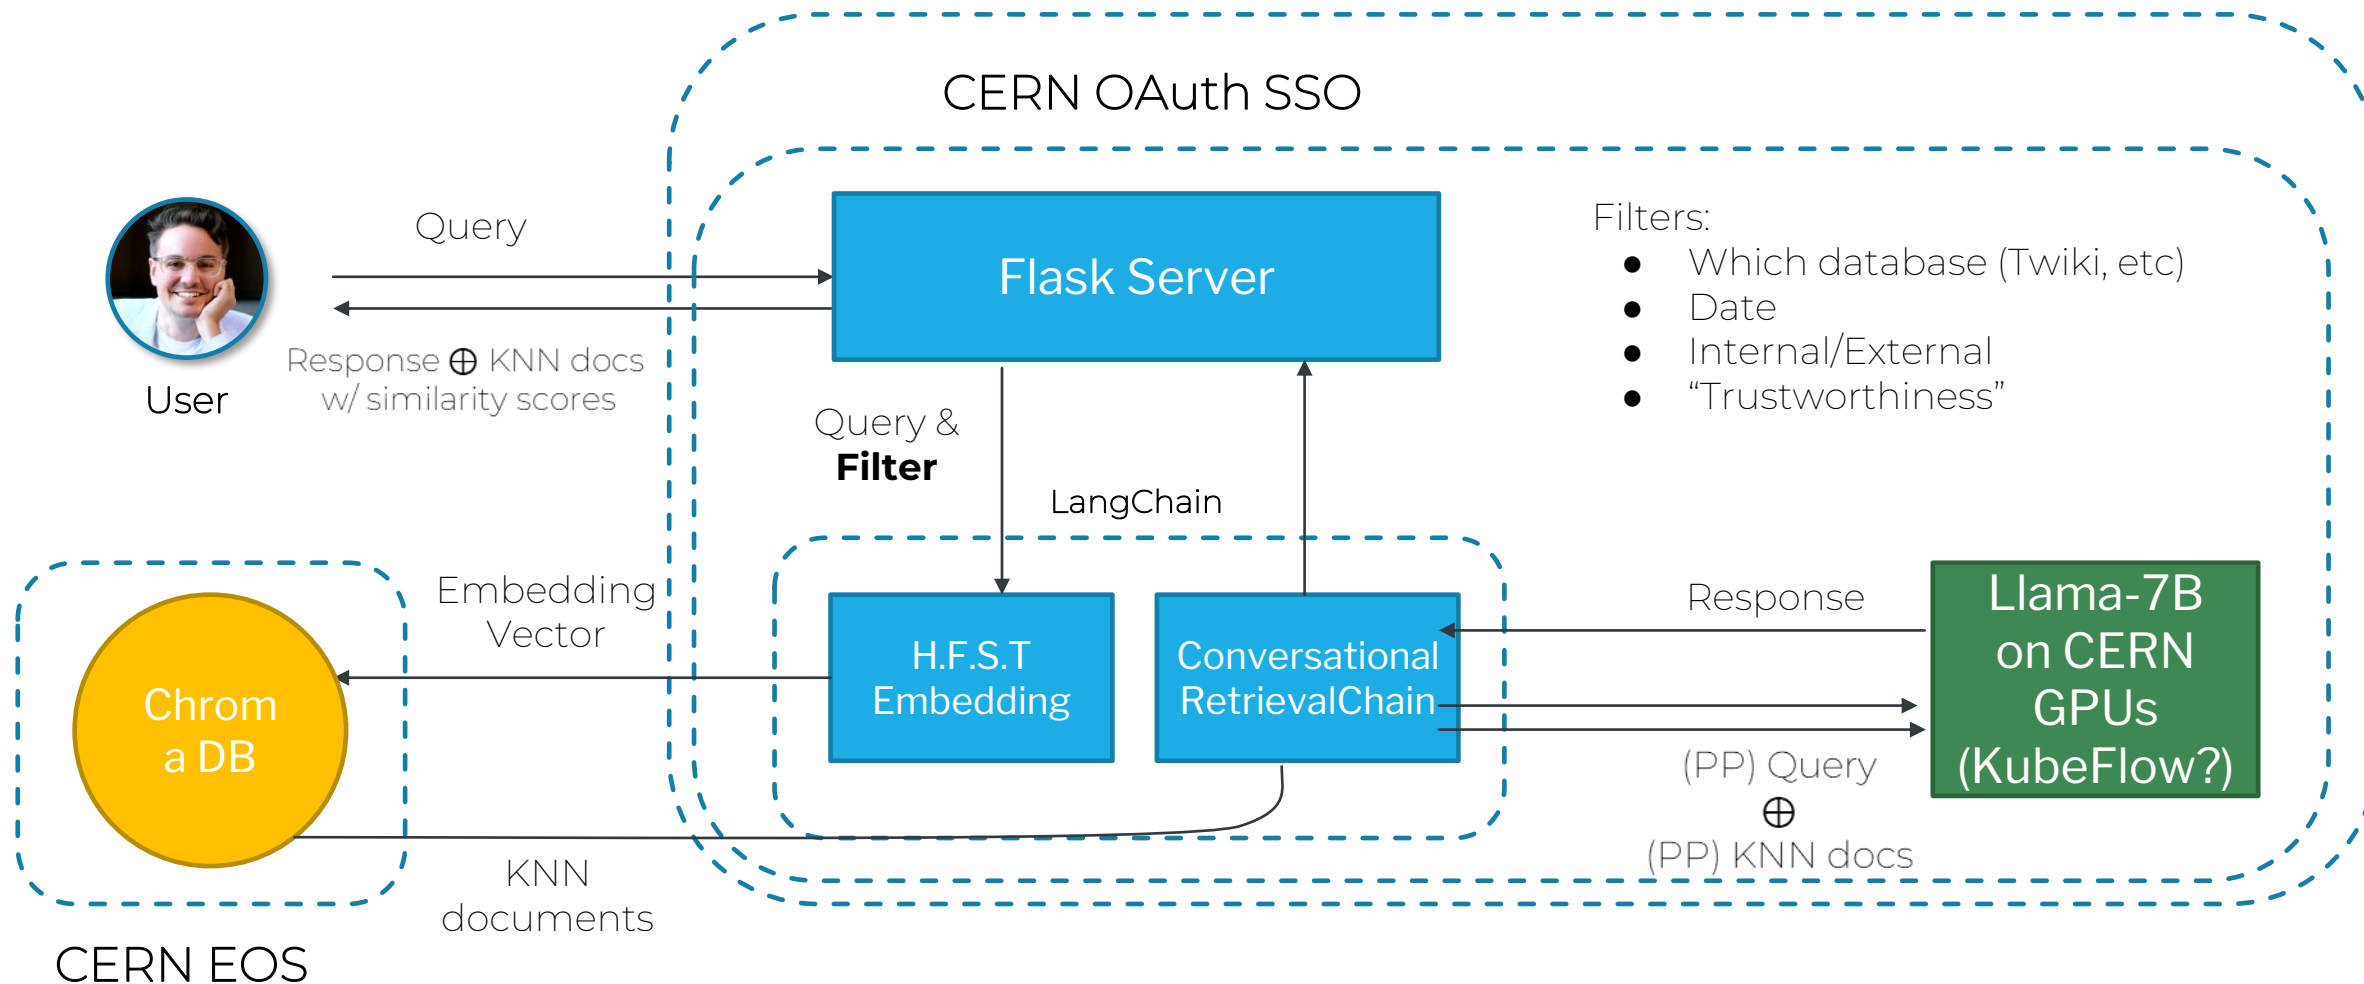 CERN OAuth SSO
Query
Flask Server
Filters:
● Which database (Twiki, etc)
● Date
● Internal/External
● “Trustworthiness”
Response ⊕ KNN docs
w/ similarity scores
User
Query &
Filter
LangChain
Embedding
Vector
H.F.S.T
Embedding
Conversational
RetrievalChain
Response
Llama-7B
on CERN
GPUs
(KubeFlow?)
Chrom
a DB
(PP) Query
⊕
(PP) KNN docs
KNN
documents
CERN EOS